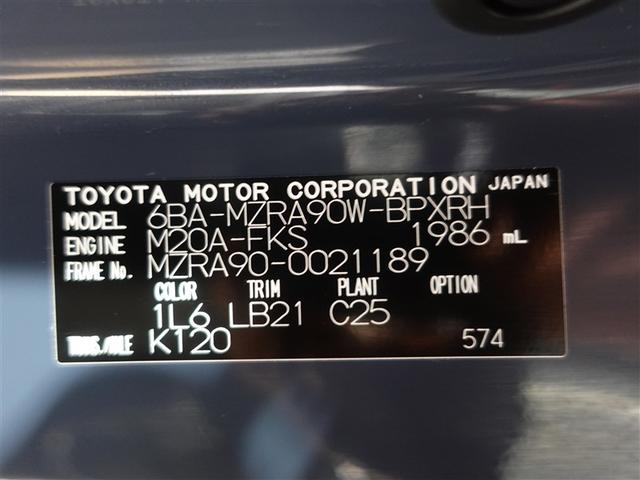 TOYOTA MOTOR CORPORATION JAPAN
MODEL 6BA-MZRA90W-BPXRH
ENGINE M20A-FKS 1986 mL
FRAME No. MZRA90-0021189
COLOR TRIM PLANT OPTION
1L6 LB21 C25
TRANS/AXLE K120 574